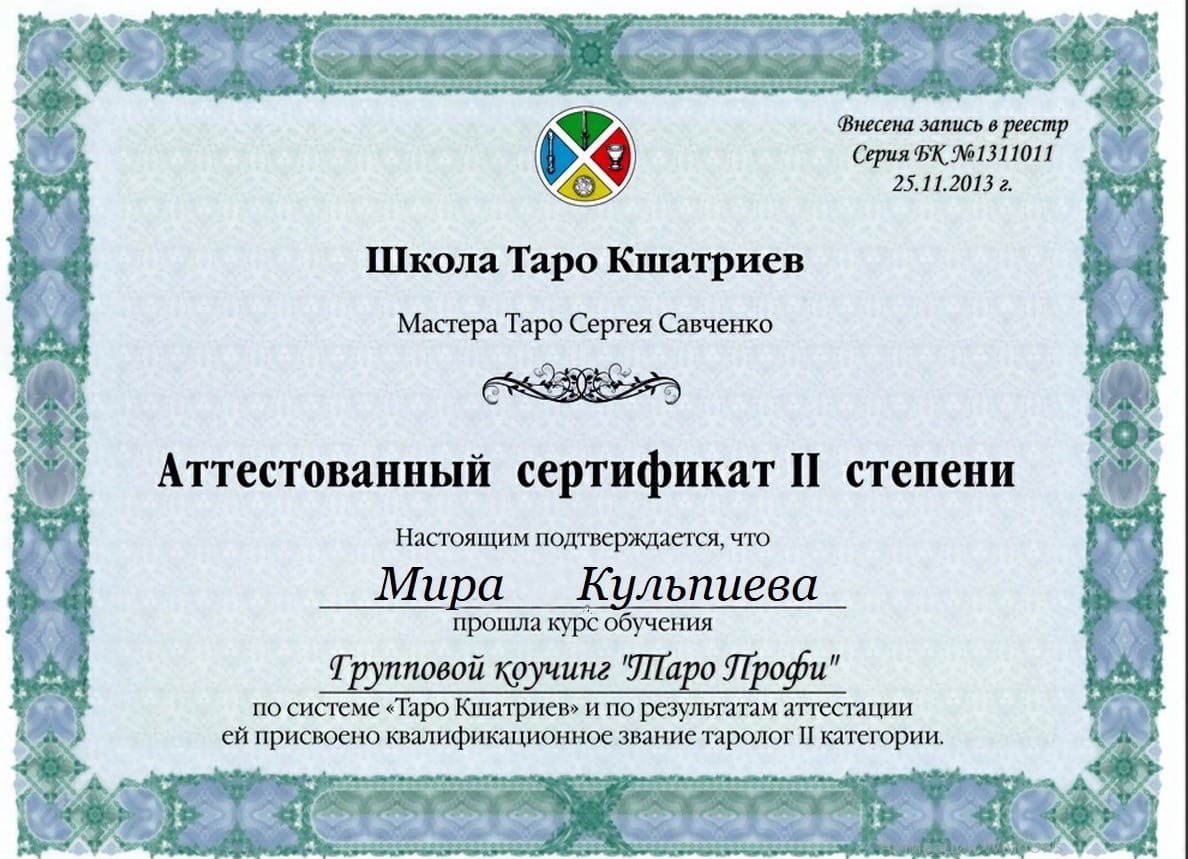 Внесена запись в реестр
Серия БК №1311011
25.11.2013 г.
Школа Таро Кшатриев
Мастера Таро Сергея Савченко
Аттестованный сертификат II степени
Настоящим подтверждается, что
Мира Кульпиева
прошла курс обучения
Групповой коучинг "Таро Профи"
по системе «Таро Кшатриев» и по результатам аттестации
ей присвоено квалификационное звание таролог II категории.